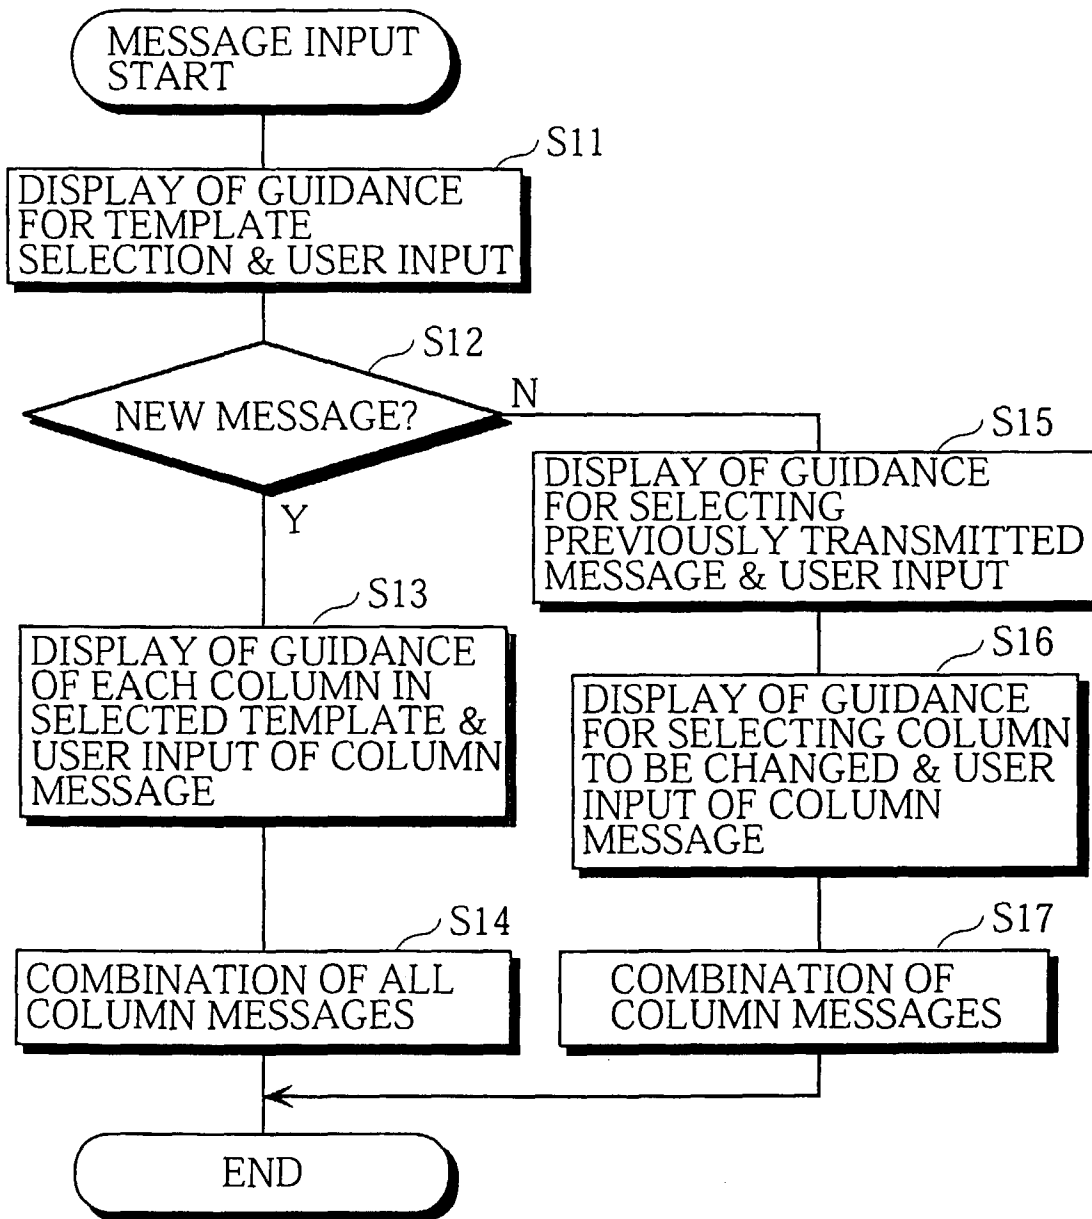 MESSAGE INPUT
START
S11
DISPLAY OF GUIDANCE
FOR TEMPLATE
SELECTION & USER INPUT
S12
NEW MESSAGE?
N
Y
S13
DISPLAY OF GUIDANCE
OF EACH COLUMN IN
SELECTED TEMPLATE &
USER INPUT OF COLUMN
MESSAGE
S14
COMBINATION OF ALL
COLUMN MESSAGES
S15
DISPLAY OF GUIDANCE
FOR SELECTING
PREVIOUSLY TRANSMITTED
MESSAGE & USER INPUT
S16
DISPLAY OF GUIDANCE
FOR SELECTING COLUMN
TO BE CHANGED & USER
INPUT OF COLUMN
MESSAGE
S17
COMBINATION OF
COLUMN MESSAGES
END